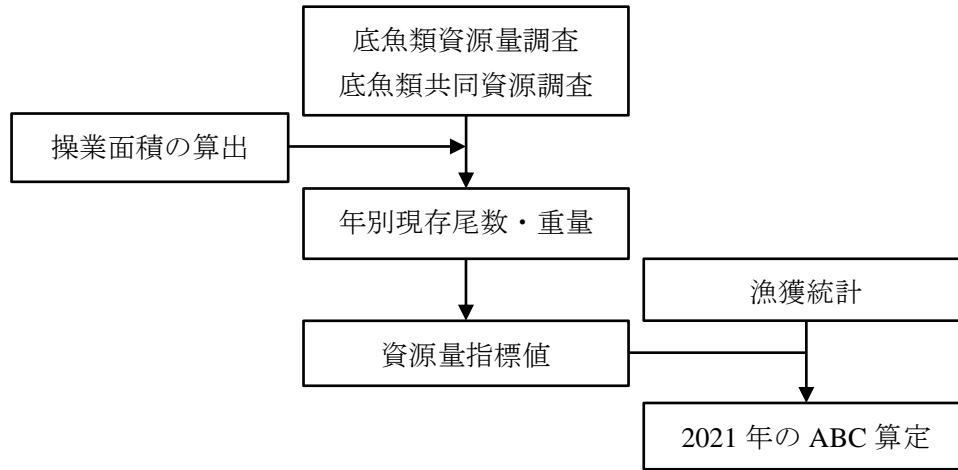 底魚類資源量調査
底魚類共同資源調査
操業面積の算出
年別現存尾数・重量
漁獲統計
資源量指標値
2021 年の ABC 算定